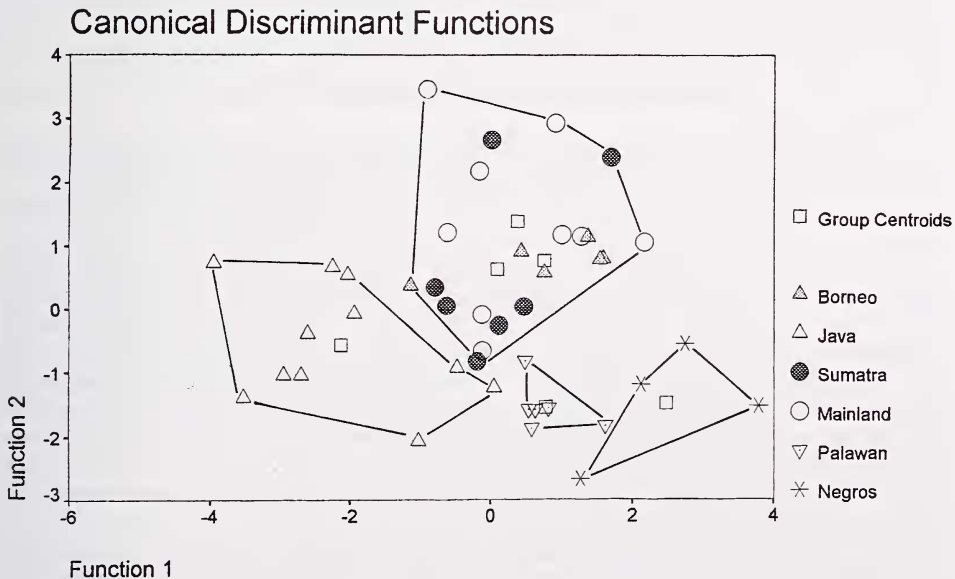 Canonical Discriminant Functions
4
3
2
1
0
-1
-2
-3
-6
-4
-2
0
2
4
Function 2
Function 1
Group Centroids
Borneo
Java
Sumatra
Mainland
Palawan
Negros